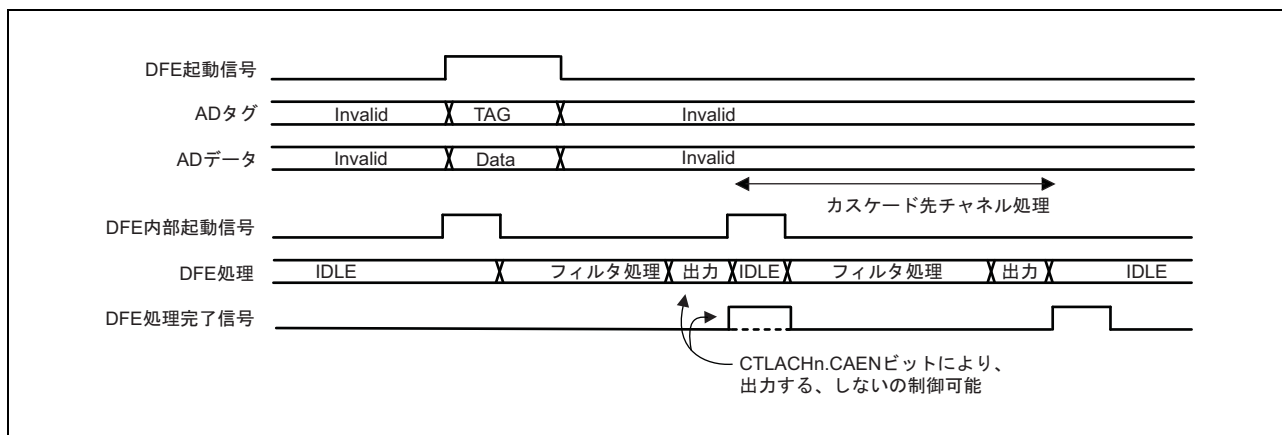 DFE起動信号
ADタグ Invalid TAG Invalid
ADデータ Invalid Data Invalid
カスケード先チャネル処理
DFE内部起動信号
DFE処理 IDLE フィルタ処理 出力 IDLE フィルタ処理 出力 IDLE
DFE処理完了信号
CTLACHn.CAENビットにより、
出力する、しないの制御可能